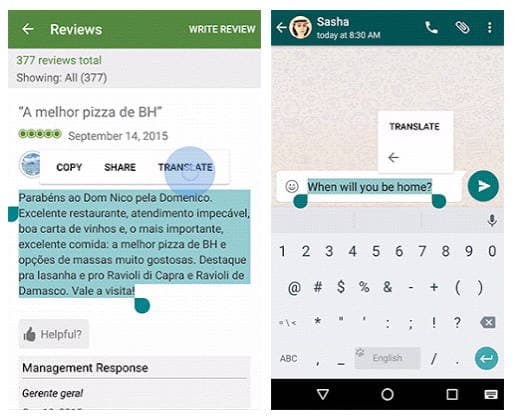 Reviews
WRITE REVIEW
377 reviews total
Showing: All (377)
"A melhor pizza de BH"
September 14, 2015
COPY SHARE TRANSLATE
Parabéns ao Dom Nico pela Domenico.
Excelente restaurante, atendimento impecável,
boa carta de vinhos e, o mais importante,
excelente comida: a melhor pizza de BH e
opções de massas muito gostosas. Destaque
pra lasanha e pro Ravioli di Capra e Ravioli de
Damasco. Vale a visita!
Helpful?
Management Response
Gerente geral
Sasha
today at 8:30 AM
TRANSLATE
When will you be home?
1 2 3 4 5 6 7 8 9 0
@ # $ % & - + ( )
= \ < * " ' : ; ! ?
ABC , _ English / .